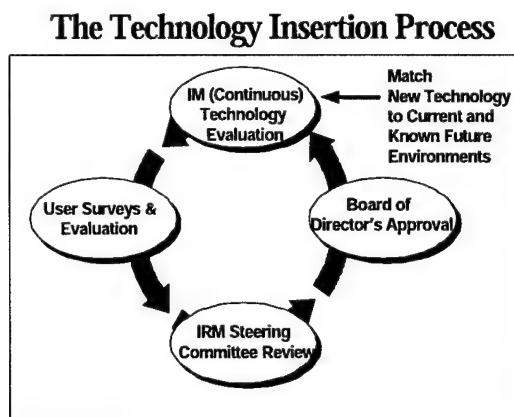 The Technology Insertion Process
IM (Continuous)
Technology
Evaluation
Match
New Technology
to Current and
Known Future
Environments
User Surveys &
Evaluation
Board of
Director's Approval
IRM Steering
Committee Review